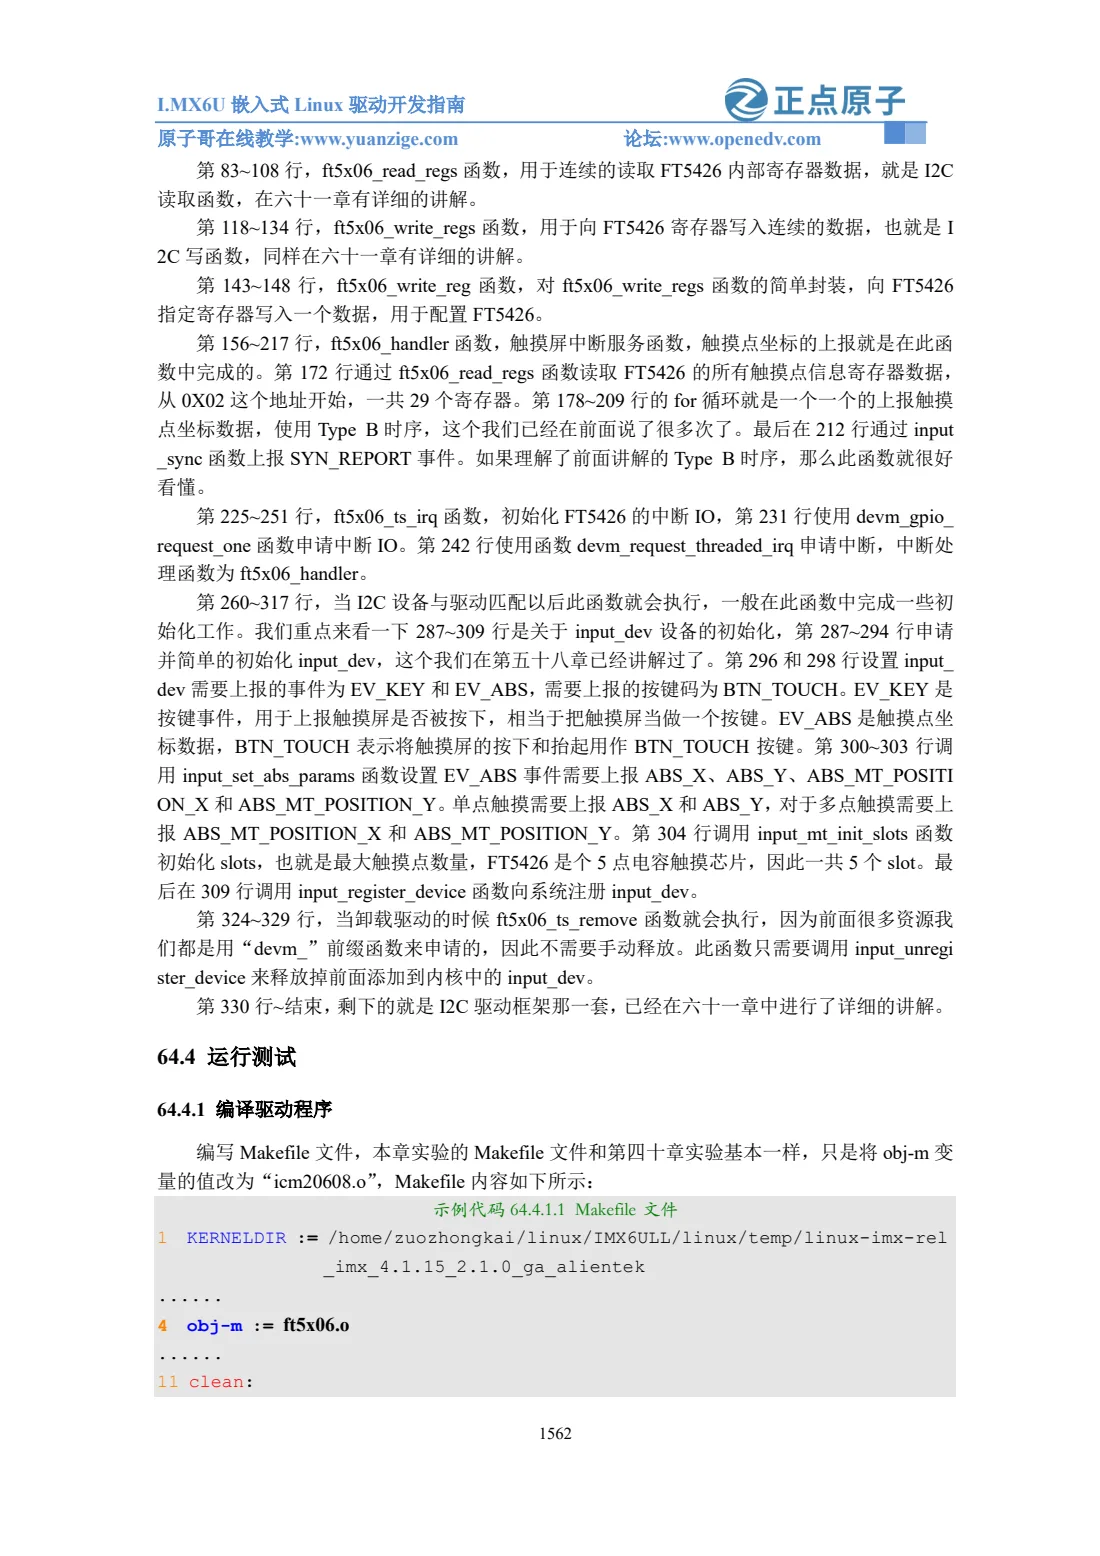 I.MX6U 嵌入式 Linux 驱动开发指南
正点原子
原子哥在线教学:www.yuanzige.com 论坛:www.openedv.com
第 83~108 行，ft5x06_read_regs 函数，用于连续的读取 FT5426 内部寄存器数据，就是 I2C
读取函数，在六十一章有详细的讲解。
第 118~134 行，ft5x06_write_regs 函数，用于向 FT5426 寄存器写入连续的数据，也就是 I
2C 写函数，同样在六十一章有详细的讲解。
第 143~148 行，ft5x06_write_reg 函数，对 ft5x06_write_regs 函数的简单封装，向 FT5426
指定寄存器写入一个数据，用于配置 FT5426。
第 156~217 行，ft5x06_handler 函数，触摸屏中断服务函数，触摸点坐标的上报就是在此函
数中完成的。第 172 行通过 ft5x06_read_regs 函数读取 FT5426 的所有触摸点信息寄存器数据，
从 0X02 这个地址开始，一共 29 个寄存器。第 178~209 行的 for 循环就是一个一个的上报触摸
点坐标数据，使用 Type B 时序，这个我们已经在前面说了很多次了。最后在 212 行通过 input
_sync 函数上报 SYN_REPORT 事件。如果理解了前面讲解的 Type B 时序，那么此函数就很好
看懂。
第 225~251 行，ft5x06_ts_irq 函数，初始化 FT5426 的中断 IO，第 231 行使用 devm_gpio_
request_one 函数申请中断 IO。第 242 行使用函数 devm_request_threaded_irq 申请中断，中断处
理函数为 ft5x06_handler。
第 260~317 行，当 I2C 设备与驱动匹配以后此函数就会执行，一般在此函数中完成一些初
始化工作。我们重点来看一下 287~309 行是关于 input_dev 设备的初始化，第 287~294 行申请
并简单的初始化 input_dev，这个我们在第五十八章已经讲解过了。第 296 和 298 行设置 input_
dev 需要上报的事件为 EV_KEY 和 EV_ABS，需要上报的按键码为 BTN_TOUCH。EV_KEY 是
按键事件，用于上报触摸屏是否被按下，相当于把触摸屏当做一个按键。EV_ABS 是触摸点坐
标数据，BTN_TOUCH 表示将触摸屏的按下和抬起用作 BTN_TOUCH 按键。第 300~303 行调
用 input_set_abs_params 函数设置 EV_ABS 事件需要上报 ABS_X、ABS_Y、ABS_MT_POSITI
ON_X 和 ABS_MT_POSITION_Y。单点触摸需要上报 ABS_X 和 ABS_Y，对于多点触摸需要上
报 ABS_MT_POSITION_X 和 ABS_MT_POSITION_Y。第 304 行调用 input_mt_init_slots 函数
初始化 slots，也就是最大触摸点数量，FT5426 是个 5 点电容触摸芯片，因此一共 5 个 slot。最
后在 309 行调用 input_register_device 函数向系统注册 input_dev。
第 324~329 行，当卸载驱动的时候 ft5x06_ts_remove 函数就会执行，因为前面很多资源我
们都是用“devm_”前缀函数来申请的，因此不需要手动释放。此函数只需要调用 input_unregi
ster_device 来释放掉前面添加到内核中的 input_dev。
第 330 行~结束，剩下的就是 I2C 驱动框架那一套，已经在六十一章中进行了详细的讲解。
64.4 运行测试
64.4.1 编译驱动程序
编写 Makefile 文件，本章实验的 Makefile 文件和第四十章实验基本一样，只是将 obj-m 变
量的值改为“icm20608.o”，Makefile 内容如下所示：
示例代码 64.4.1.1 Makefile 文件
1 KERNELDIR := /home/zuozhongkai/linux/IMX6ULL/linux/temp/linux-imx-rel
_imx_4.1.15_2.1.0_ga_alientek
......
4 obj-m := ft5x06.o
......
11 clean:
1562